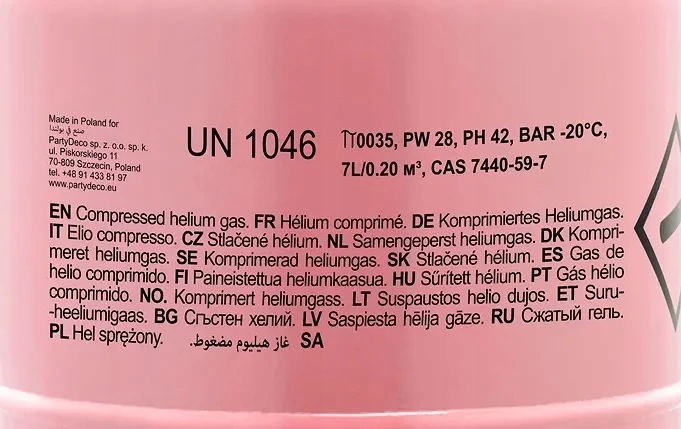 Made in Poland for
صنع في بولندا
PartyDeco sp. z. o.o. sp. k.
ul. Piskorskiego 11
70-809 Szczecin, Poland
tel. +48 91 433 81 97
www.partydeco.eu
UN 1046
π0035, PW 28, PH 42, BAR -20°C,
7L/0.20 м³, CAS 7440-59-7
EN Compressed helium gas. FR Hélium comprimé. DE Komprimiertes Heliumgas.
IT Elio compresso. CZ Stlačené hélium. NL Samengeperst heliumgas. DK Kompri-
meret heliumgas. SE Komprimerad heliumgas. SK Stlačené hélium. ES Gas de
helio comprimido. FI Paineistettua heliumkaasua. HU Sűrített hélium. PT Gás hélio
comprimido. NO. Komprimert heliumgass. LT Suspaustos helio dujos. ET Suru-
-heeliumigaas. BG Сгъстен хелий. LV Saspiesta hēlija gāze. RU Сжатый гель.
PL Hel sprężony. غاز هيليوم مضغوط. SA